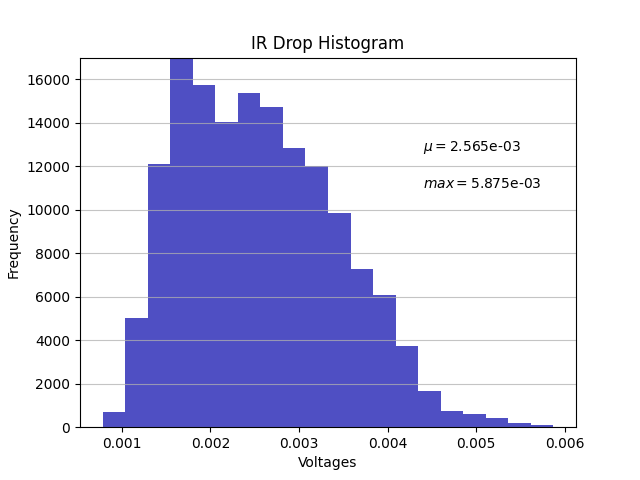 IR Drop Histogram
16000
14000
12000
10000
8000
6000
4000
2000
0
Frequency
μ = 2.565e-03
max = 5.875e-03
0.001 0.002 0.003 0.004 0.005 0.006
Voltages